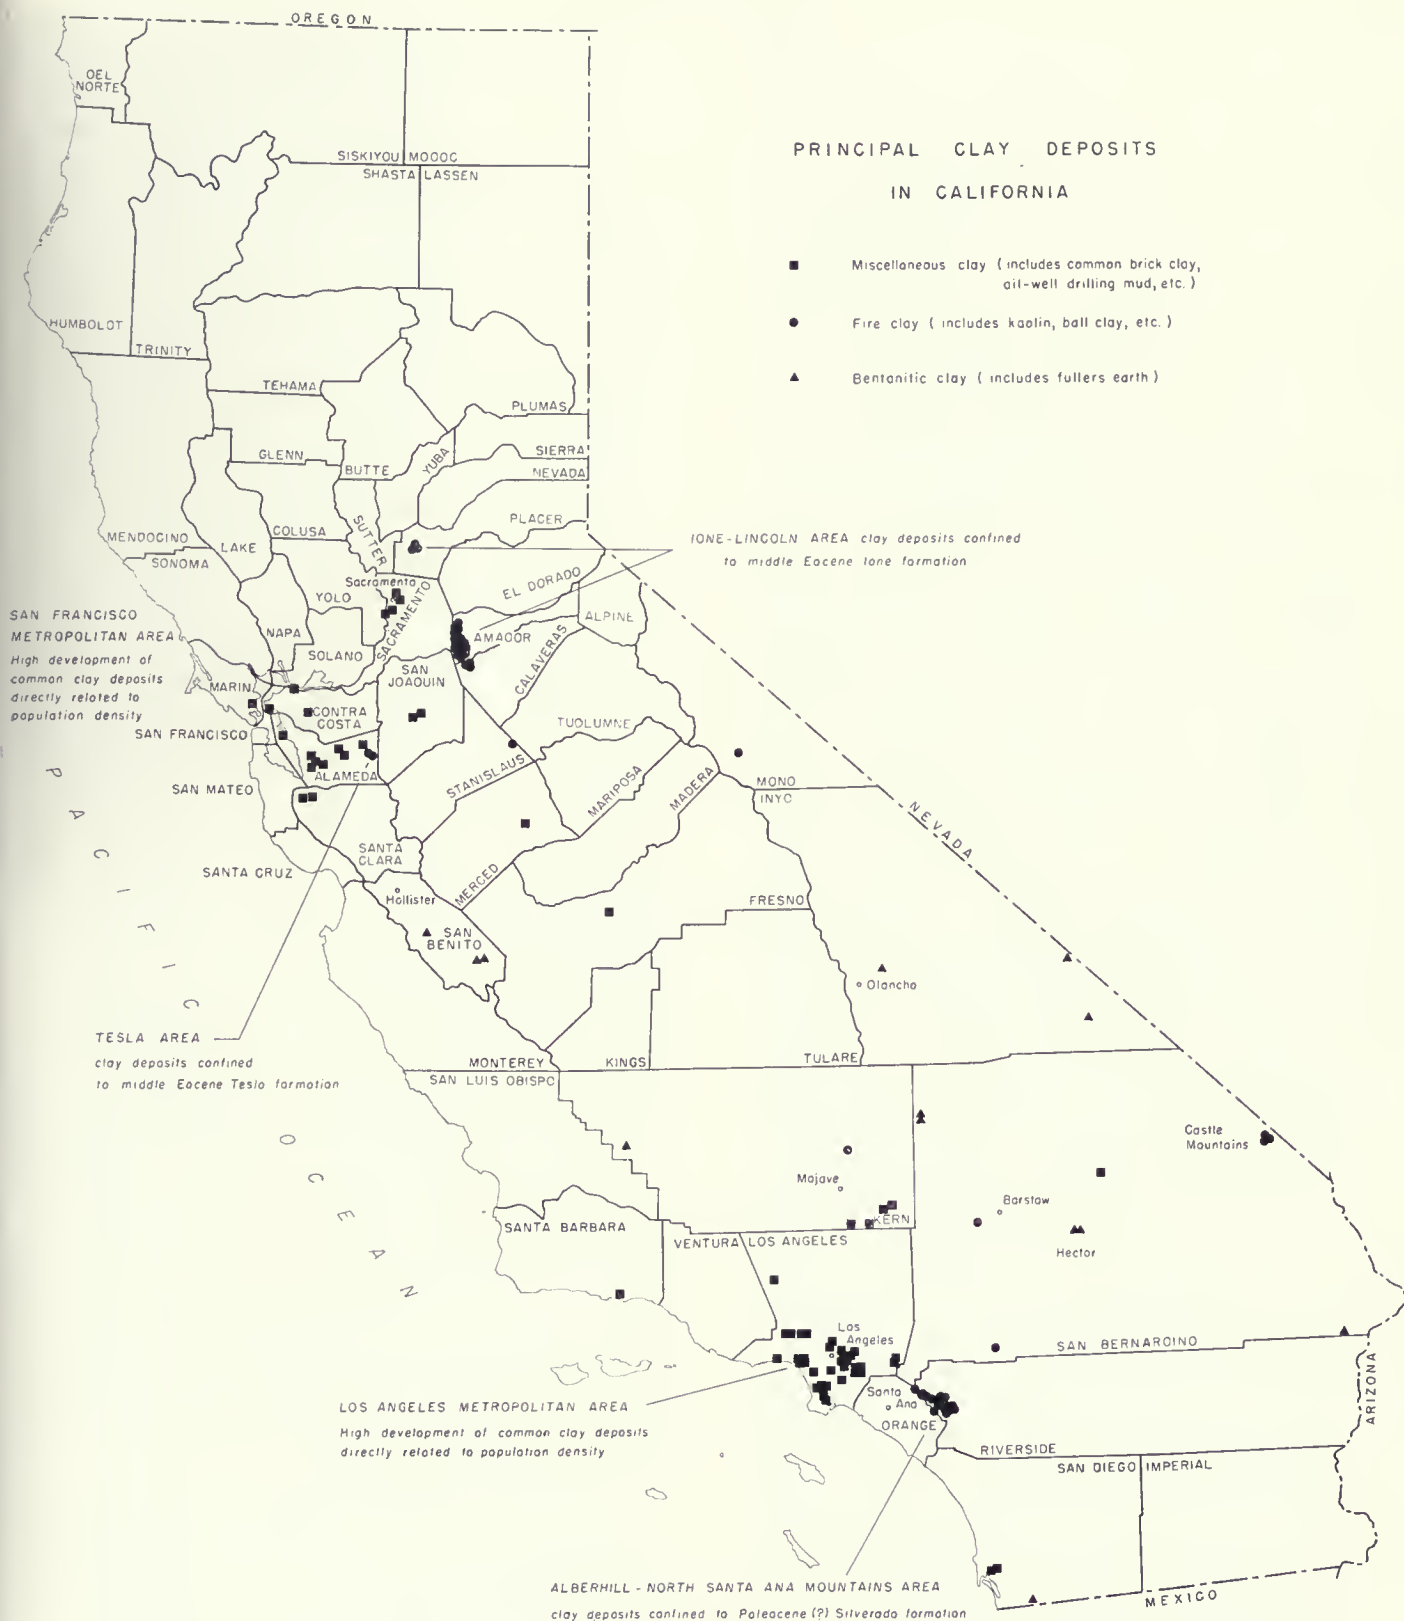 OREGON
DEL
NORTE
SISKIYOU MODOC
SHASTA LASSEN
PRINCIPAL CLAY DEPOSITS
IN CALIFORNIA
Miscellaneous clay (includes common brick clay,
oil-well drilling mud, etc.)
Fire clay (includes kaolin, ball clay, etc.)
Bentonitic clay (includes fullers earth)
HUMBOLDT
TRINITY
TEHAMA
PLUMAS
GLENN
BUTTE
YUBA
SIERRA
NEVADA
MENDOCINO
SONOMA
LAKE
COLUSA
SUTTER
PLACER
IONE-LINCOLN AREA clay deposits confined
to middle Eocene Ione formation
Sacramento
YOLO
SACRAMENTO
EL DORADO
ALPINE
NAPA
SOLANO
AMADOR
CALAVERAS
SAN FRANCISCO
METROPOLITAN AREA
High development of
common clay deposits
directly related to
population density
MARIN
SAN
JOAQUIN
CONTRA
COSTA
TUOLUMNE
SAN FRANCISCO
ALAMEDA
STANISLAUS
MARIPOSA
MADERA
MONO
INYO
SAN MATEO
NEVADA
SANTA
CLARA
SANTA CRUZ
MERCED
Hollister
FRESNO
SAN
BENITO
Olancha
PACIFIC
OCEAN
TESLA AREA
clay deposits confined
to middle Eocene Tesla formation
MONTEREY
KINGS
TULARE
SAN LUIS OBISPO
Castle
Mountains
Mojave
Barstow
KERN
Hector
SANTA BARBARA
VENTURA LOS ANGELES
Los
Angeles
SAN BERNARDINO
ARIZONA
LOS ANGELES METROPOLITAN AREA
High development of common clay deposits
directly related to population density
Santa
Ana
ORANGE
RIVERSIDE
SAN DIEGO IMPERIAL
MEXICO
ALBERHILL - NORTH SANTA ANA MOUNTAINS AREA
clay deposits confined to Paleocene (?) Silverado formation